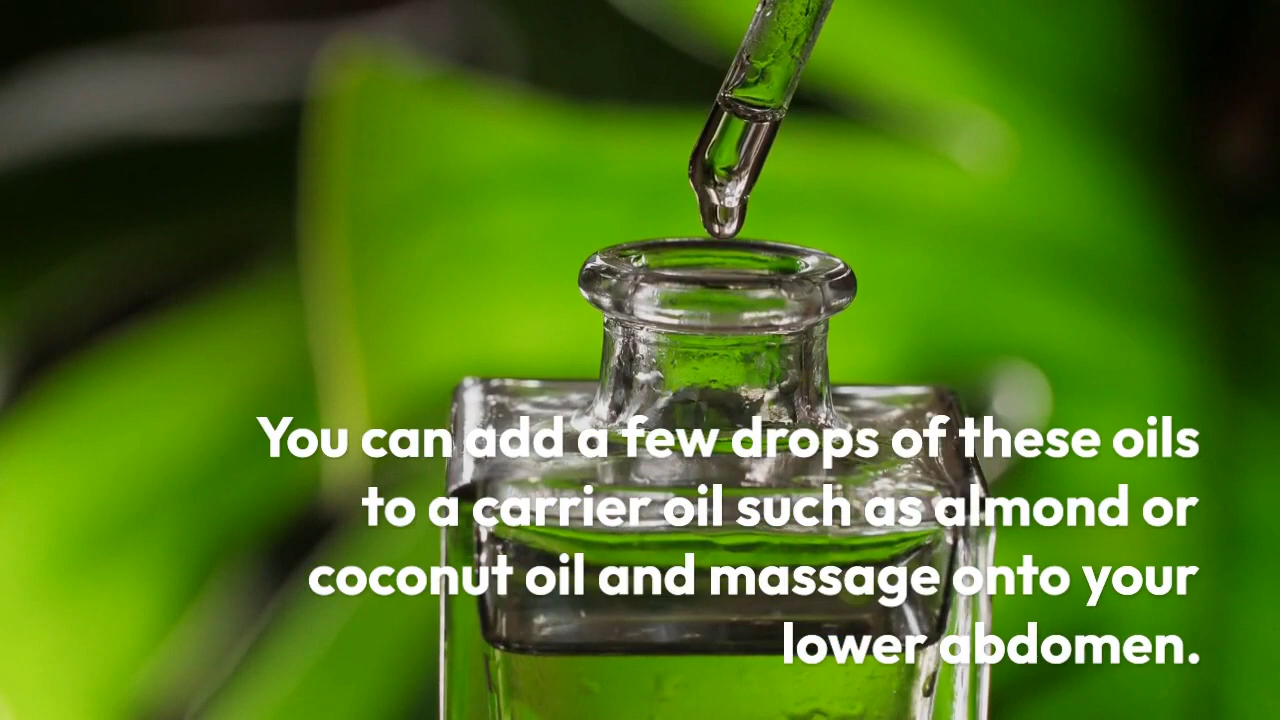 You can add a few drops of these oils
to a carrier oil such as almond or
coconut oil and massage onto your
lower abdomen.